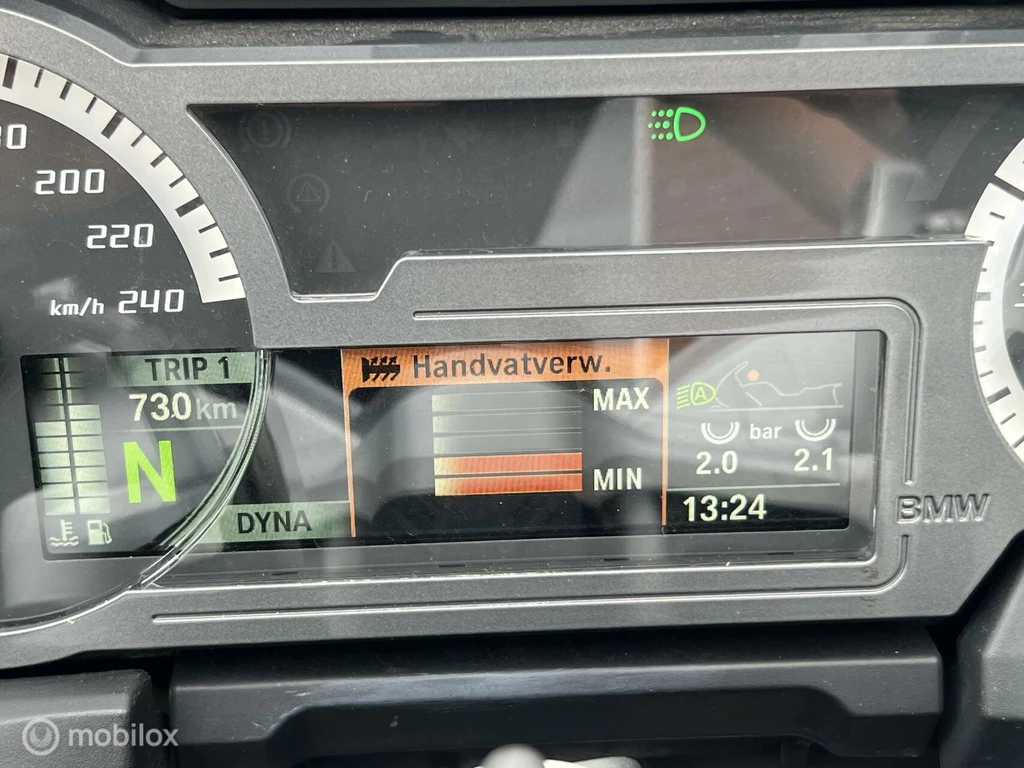 200
220
km/h 240
TRIP 1
730 km
N
DYNA
Handvatverw.
MAX
MIN
A
bar
2.0 2.1
13:24
BMW
mobilox